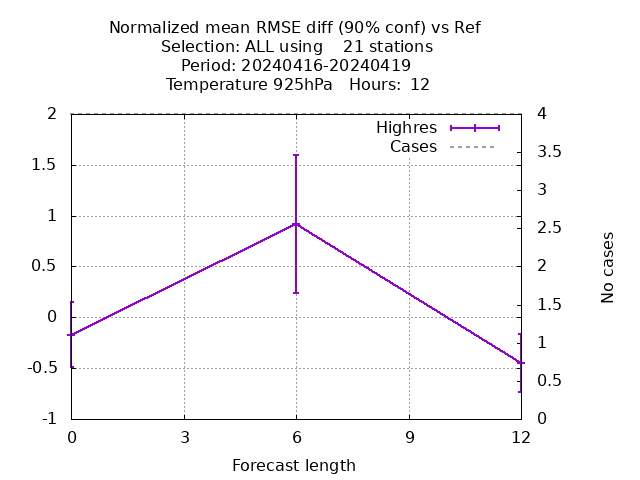 Normalized mean RMSE diff (90% conf) vs Ref
Selection: ALL using    21 stations
Period: 20240416-20240419
Temperature 925hPa   Hours:  12
Highres
Cases
2
1.5
1
0.5
0
-0.5
-1
4
3.5
3
2.5
2
1.5
1
0.5
0
No cases
0
3
6
9
12
Forecast length